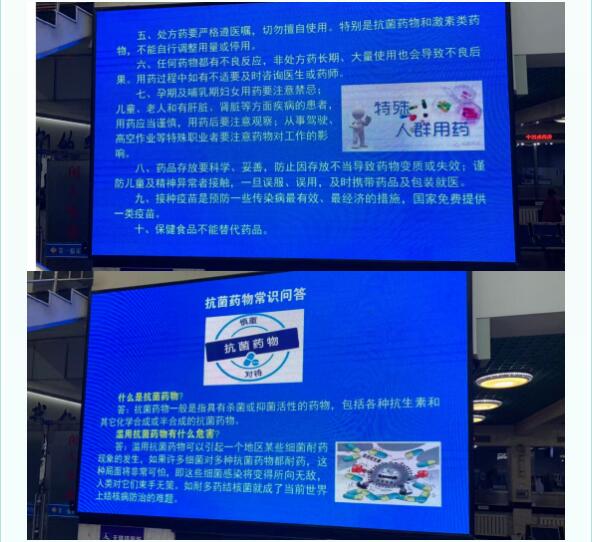 五、处方药要严格遵医嘱，切勿擅自使用。特别是抗菌药物和激素类药
物，不能自行调整用量或停用。
六、任何药物都有不良反应，非处方药长期、大量使用也会导致不良后
果。用药过程中如有不适要及时咨询医生或药师。
七、孕期及哺乳期妇女用药要注意禁忌；
儿童、老人和有肝脏、肾脏等方面疾病的患者，
用药应当谨慎，用药后要注意观察；从事驾驶、
高空作业等特殊职业者要注意药物对工作的影
响。
特殊
人群用药
八、药品存放要科学、妥善，防止因存放不当导致药物变质或失效；谨
防儿童及精神异常者接触，一旦误服、误用，及时携带药品及包装就医。
九、接种疫苗是预防一些传染病最有效、最经济的措施，国家免费提供
一类疫苗。
十、保健食品不能替代药品。
抗菌药物常识问答
慎重
抗菌药物
对待
什么是抗菌药物?
答：抗菌药物一般是指具有杀菌或抑菌活性的药物，包括各种抗生素和
其它化学合成或半合成的抗菌药物。
滥用抗菌药物有什么危害?
答：滥用抗菌药物可以引起一个地区某些细菌耐药
现象的发生，如果许多细菌对多种抗菌药物都耐药，这
种局面将非常可怕，即这些细菌感染将变得所向无敌，
人类对它们束手无策。如耐多药结核菌就成了当前世界
上结核病防治的难题。